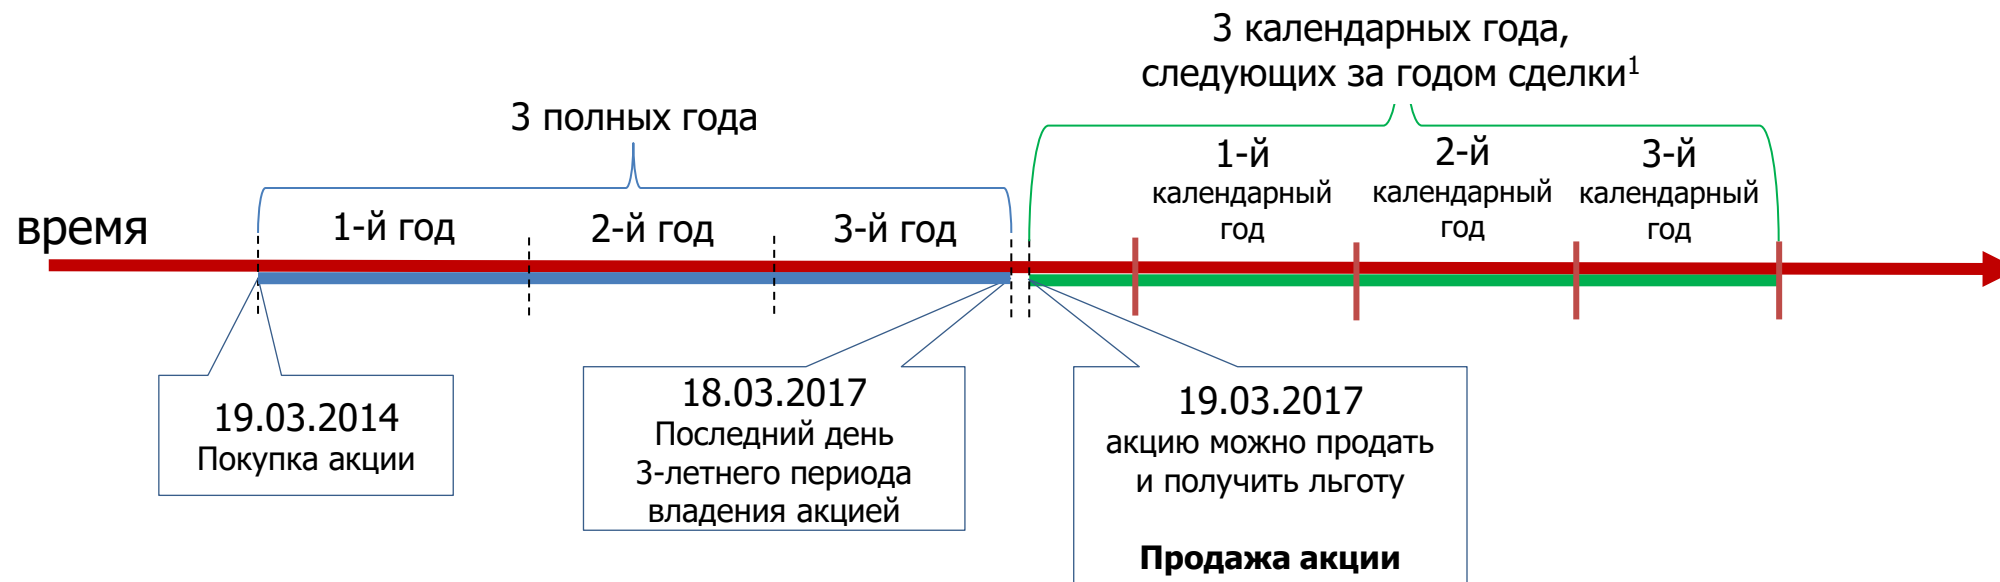 3 календарных года,
следующих за годом сделки¹
3 полных года
1-й
календарный
год
2-й
календарный
год
3-й
календарный
год
время
1-й год
2-й год
3-й год
19.03.2014
Покупка акции
18.03.2017
Последний день
3-летнего периода
владения акцией
19.03.2017
акцию можно продать
и получить льготу
Продажа акции